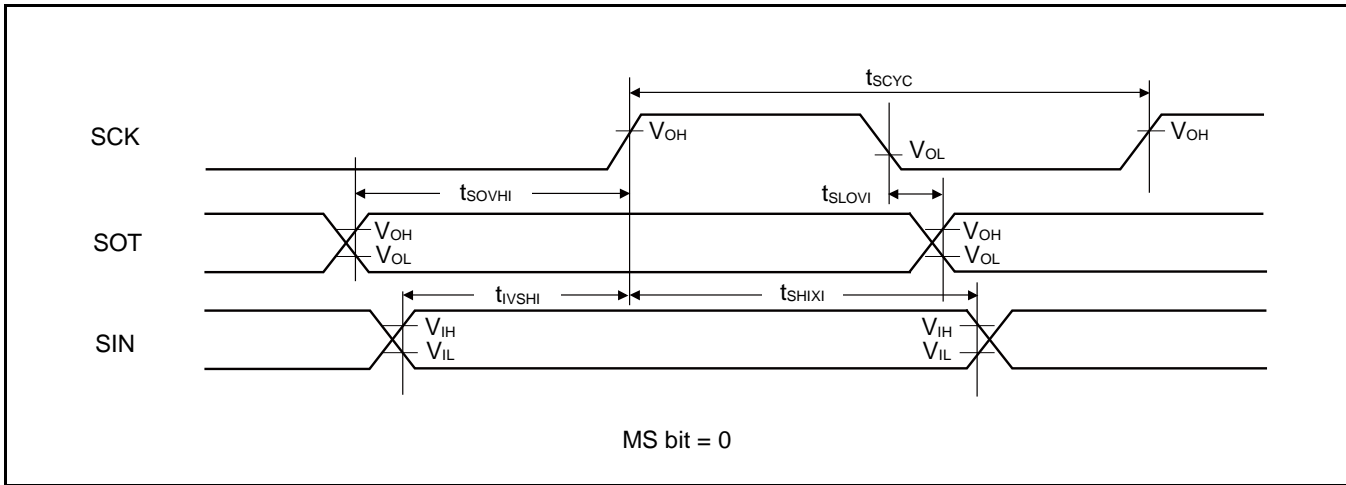 tSCYC
SCK
VOH
VOL
VOH
tSOVHI
tSLOVI
SOT
VOH
VOL
VOH
VOL
tIVSHI
tSHIXI
SIN
VIH
VIL
VIH
VIL
MS bit = 0